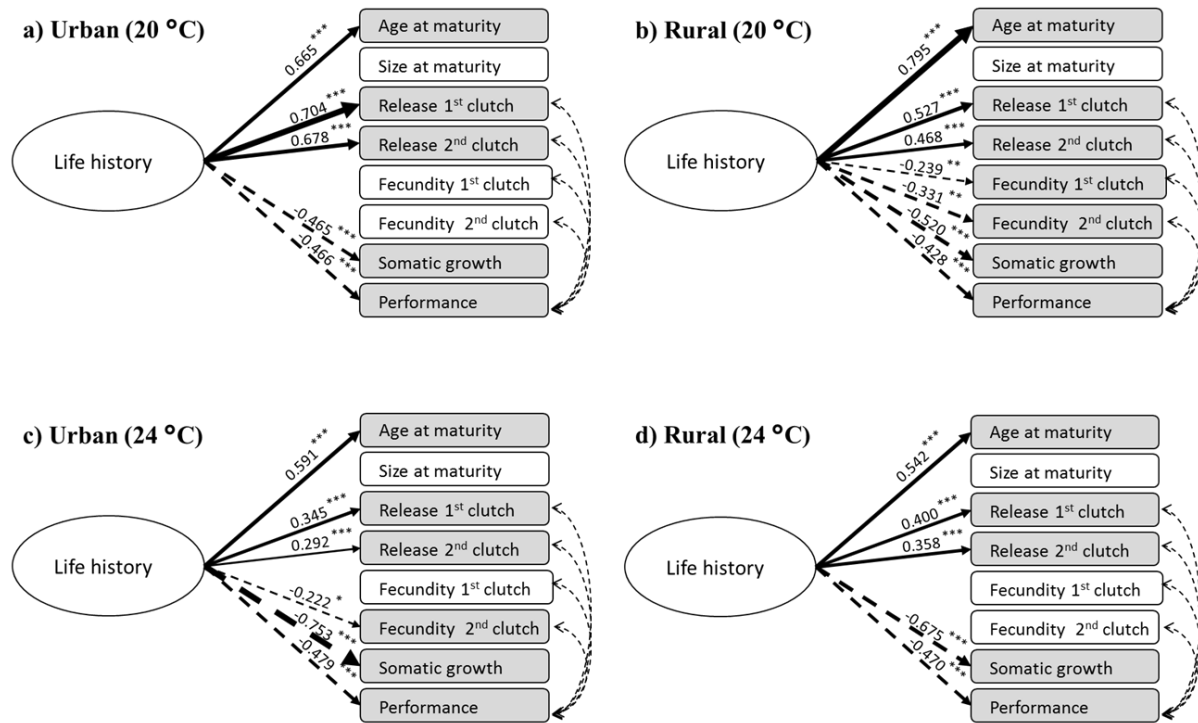 a) Urban (20 °C)
Life history
0.665 ***
0.704 ***
0.678 ***
-0.465 ***
-0.466 ***
Age at maturity
Size at maturity
Release 1st clutch
Release 2nd clutch
Fecundity 1st clutch
Fecundity 2nd clutch
Somatic growth
Performance
b) Rural (20 °C)
Life history
0.795 ***
0.527 ***
0.468 ***
-0.239 **
-0.331 **
-0.520 ***
-0.428 ***
Age at maturity
Size at maturity
Release 1st clutch
Release 2nd clutch
Fecundity 1st clutch
Fecundity 2nd clutch
Somatic growth
Performance
c) Urban (24 °C)
Life history
0.591 ***
0.345 ***
0.292 ***
-0.222 *
-0.753 ***
-0.479 ***
Age at maturity
Size at maturity
Release 1st clutch
Release 2nd clutch
Fecundity 1st clutch
Fecundity 2nd clutch
Somatic growth
Performance
d) Rural (24 °C)
Life history
0.542 ***
0.400 ***
0.358 ***
-0.675 ***
-0.470 ***
Age at maturity
Size at maturity
Release 1st clutch
Release 2nd clutch
Fecundity 1st clutch
Fecundity 2nd clutch
Somatic growth
Performance